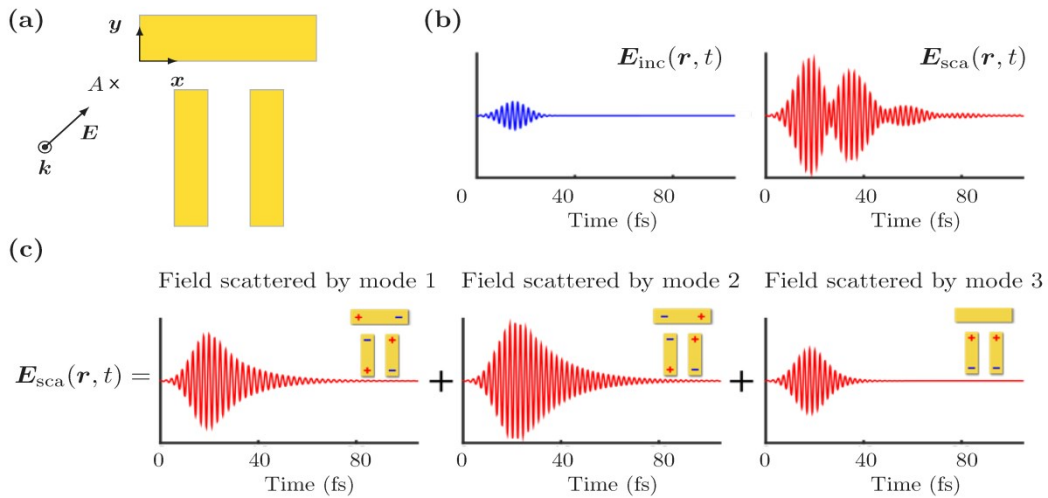 (a)
y
x
A ×
E
k
(b)
E_inc(r, t)
E_sca(r, t)
0 40 80
Time (fs)
0 40 80
Time (fs)
(c)
Field scattered by mode 1
Field scattered by mode 2
Field scattered by mode 3
E_sca(r, t) =
+ -
- +
+ -
+
- +
- +
+ -
+
+ +
- -
0 40 80
Time (fs)
0 40 80
Time (fs)
0 40 80
Time (fs)